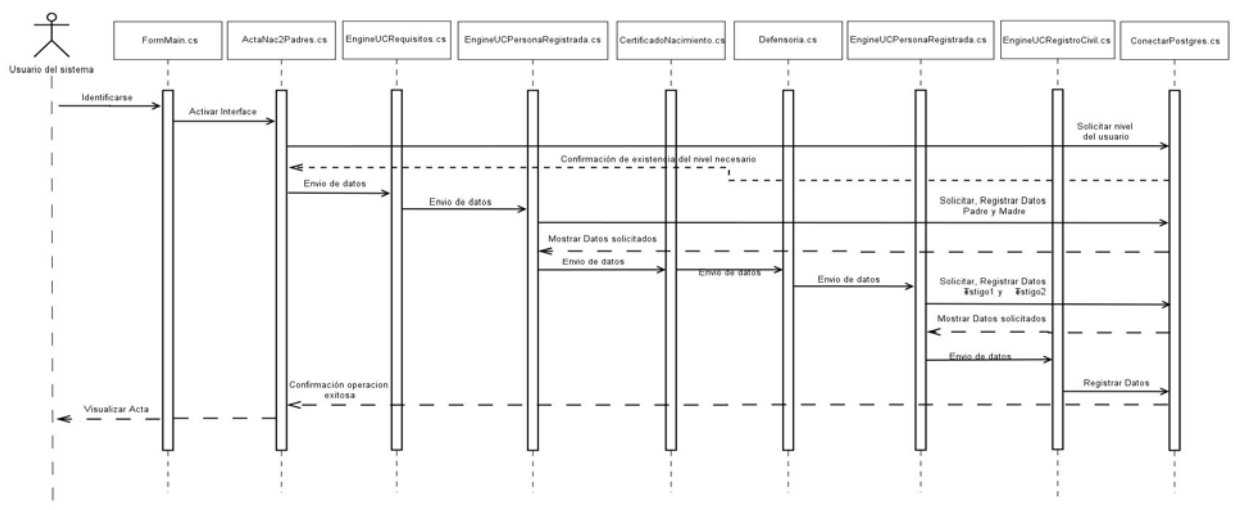 FormMain.cs
ActaNac2Padres.cs
EngineUCRequisitos.cs
EngineUCPersonaRegistrada.cs
CertificadoNacimiento.cs
Defensoria.cs
EngineUCPersonaRegistrada.cs
EngineUCRegistroCivil.cs
ConectarPostgres.cs
Usuario del sistema
Identificarse
Activar Interface
Solicitar nivel
del usuario
Confirmación de existencia del nivel necesario
Envio de datos
Envio de datos
Solicitar, Registrar Datos
Padre y Madre
Mostrar Datos solicitados
Envio de datos
Envio de datos
Envio de datos
Solicitar, Registrar Datos
stigo1 y stigo2
Mostrar Datos solicitados
Envio de datos
Registrar Datos
Confirmación operacion
exitosa
Visualizar Acta